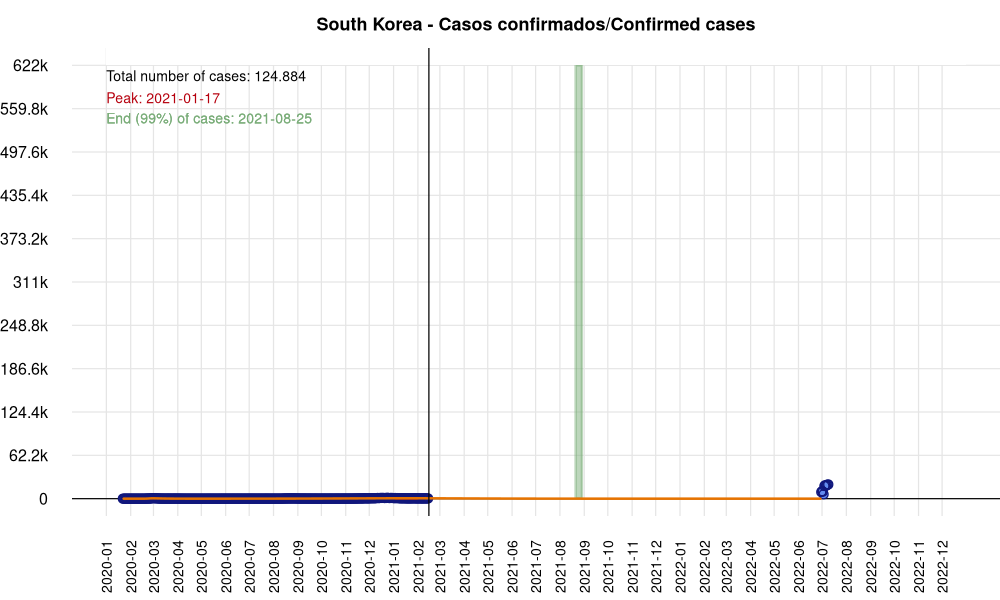 South Korea - Casos confirmados/Confirmed cases
622k
Total number of cases: 124.884
Peak: 2021-01-17
559.8k
End (99%) of cases: 2021-08-25
497.6k
435.4k
373.2k
311k
248.8k
186.6k
124.4k
62.2k
0
2020-01
2020-02
2020-03
2020-04
2020-05
2020-06
2020-07
2020-08
2020-09
2020-10
2020-11
2020-12
2021-01
2021-02
2021-03
2021-04
2021-05
2021-06
2021-07
2021-08
2021-09
2021-10
2021-11
2021-12
2022-01
2022-02
2022-03
2022-04
2022-05
2022-06
2022-07
2022-08
2022-09
2022-10
2022-11
2022-12